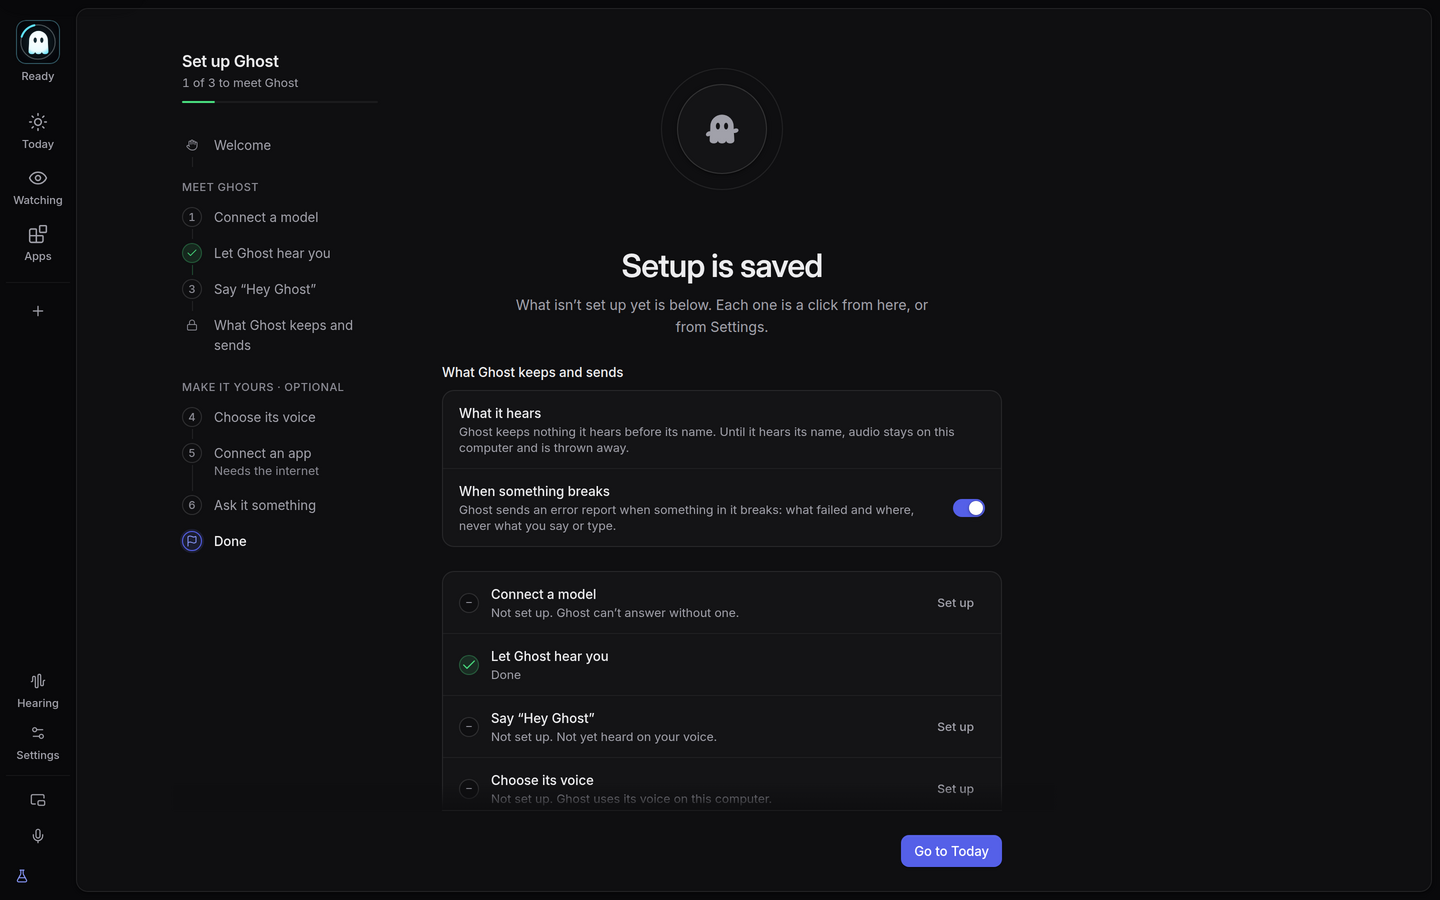 Ready
Today
Watching
Apps
Hearing
Settings
Set up Ghost
1 of 3 to meet Ghost
Welcome
MEET GHOST
1 Connect a model
Let Ghost hear you
3 Say “Hey Ghost”
What Ghost keeps and
sends
MAKE IT YOURS · OPTIONAL
4 Choose its voice
5 Connect an app
Needs the internet
6 Ask it something
Done
Setup is saved
What isn’t set up yet is below. Each one is a click from here, or
from Settings.
What Ghost keeps and sends
What it hears
Ghost keeps nothing it hears before its name. Until it hears its name, audio stays on this
computer and is thrown away.
When something breaks
Ghost sends an error report when something in it breaks: what failed and where,
never what you say or type.
Connect a model
Not set up. Ghost can’t answer without one.
Set up
Let Ghost hear you
Done
Say “Hey Ghost”
Not set up. Not yet heard on your voice.
Set up
Choose its voice
Not set up. Ghost uses its voice on this computer.
Set up
Go to Today